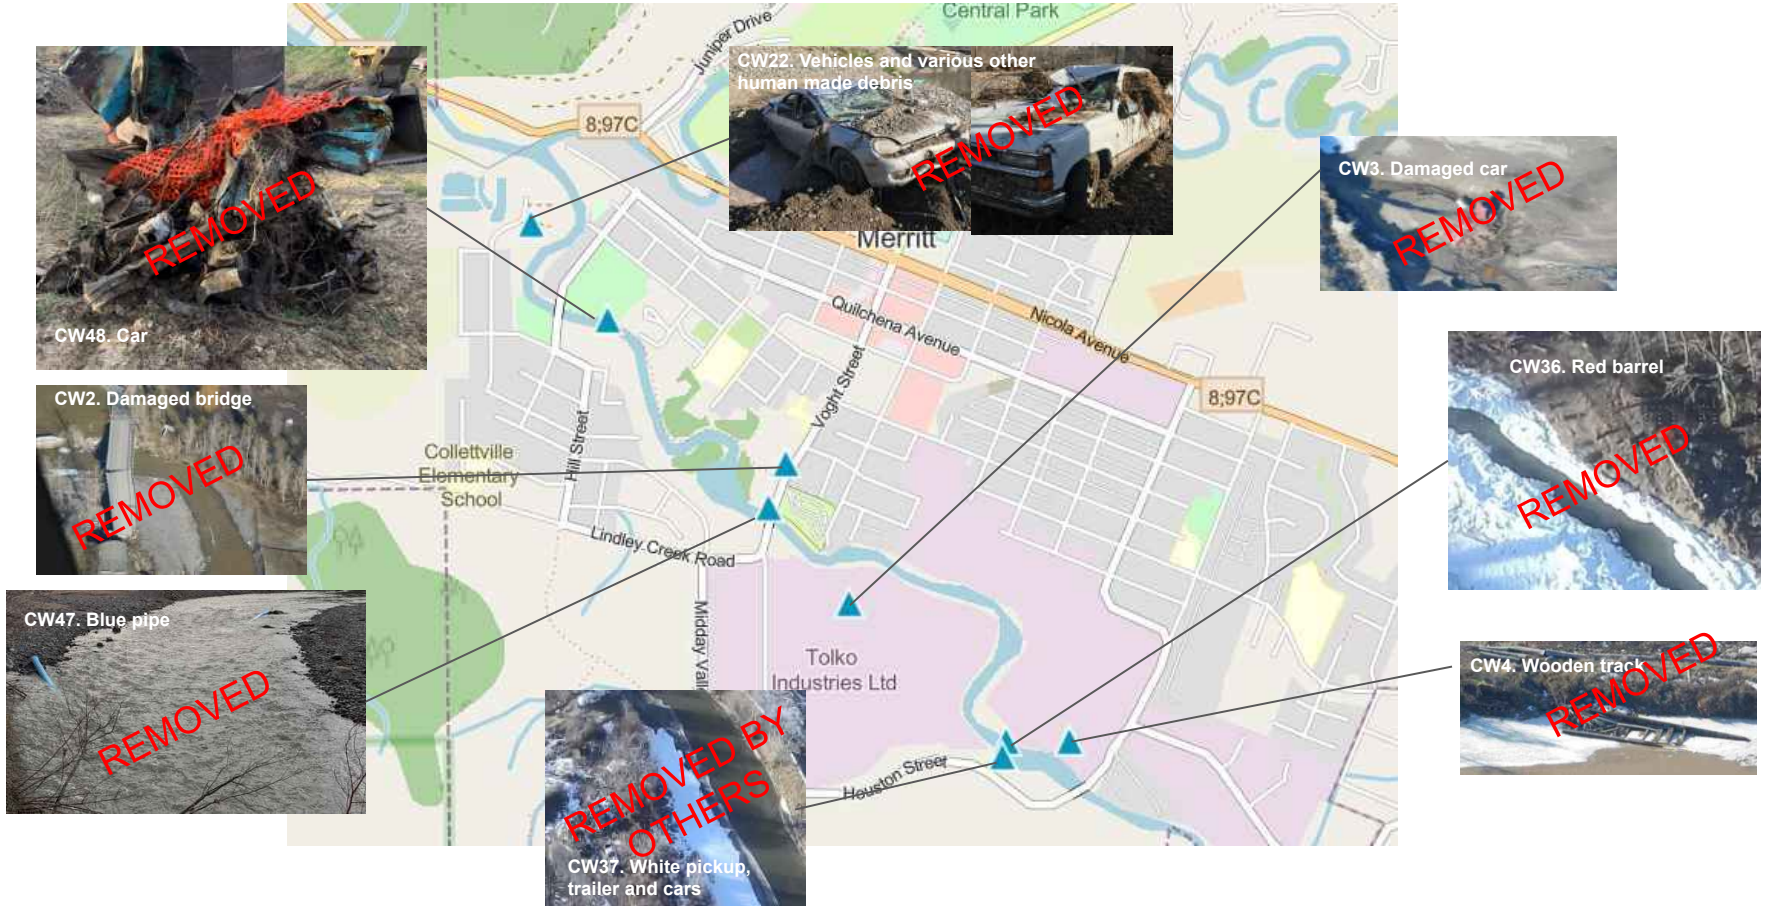 Central Park
Juniper Drive
8;97C
CW22. Vehicles and various other
human made debris
REMOVED
CW48. Car
REMOVED
CW3. Damaged car
REMOVED
Merritt
Quilchena Avenue
Nicola Avenue
8;97C
Voght Street
Hill Street
CW36. Red barrel
REMOVED
CW2. Damaged bridge
REMOVED
Collettville
Elementary
School
Lindley Creek Road
CW47. Blue pipe
REMOVED
Tolko
Industries Ltd
CW4. Wooden track
REMOVED
REMOVED BY
OTHERS
CW37. White pickup,
trailer and cars
Houston Street